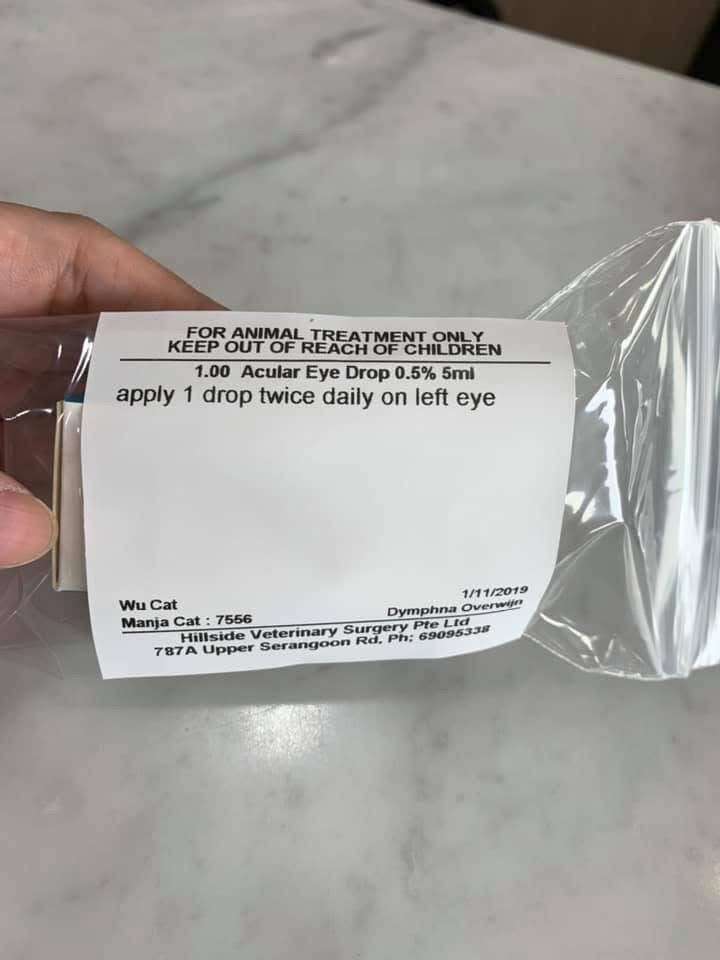 FOR ANIMAL TREATMENT ONLY
KEEP OUT OF REACH OF CHILDREN
1.00 Acular Eye Drop 0.5% 5ml
apply 1 drop twice daily on left eye
Wu Cat 1/11/2019
Manja Cat : 7556 Dymphna Overwijn
Hillside Veterinary Surgery Pte Ltd
787A Upper Serangoon Rd, Ph; 69095338